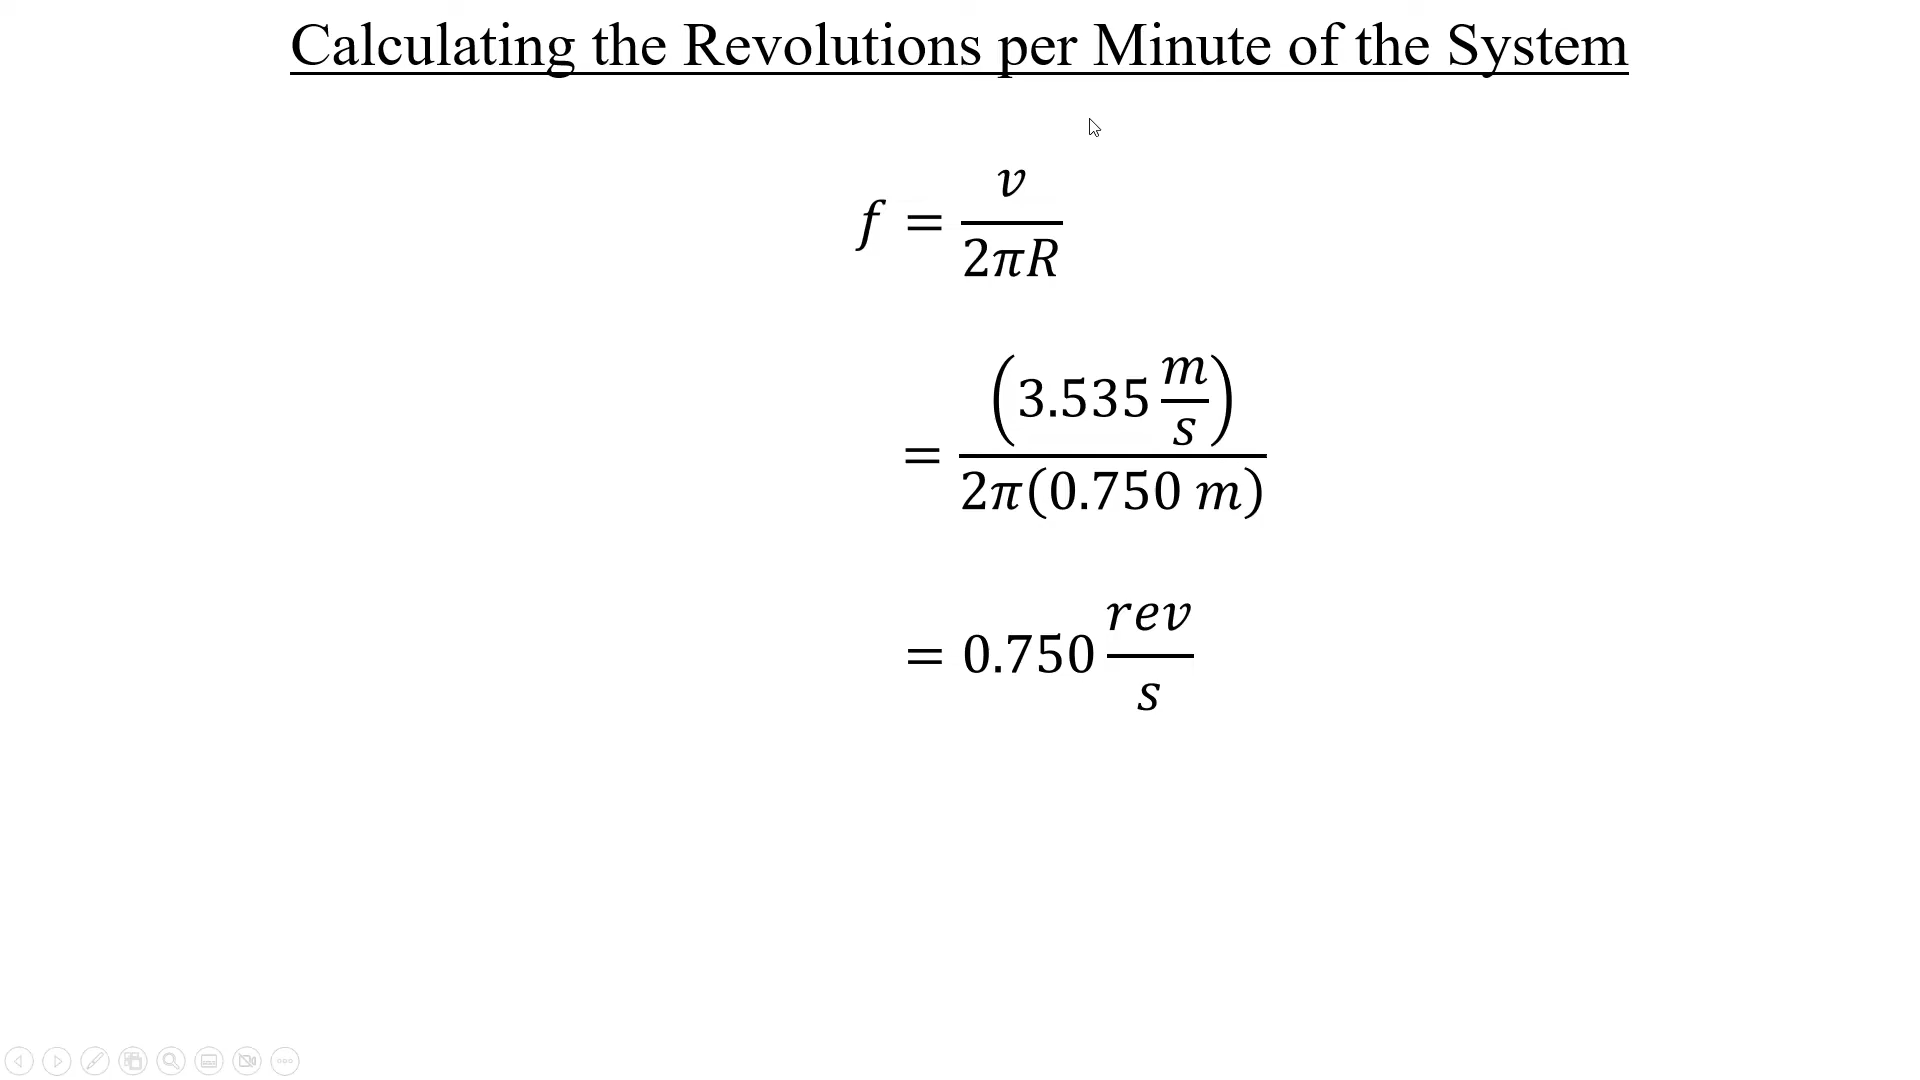 Calculating the Revolutions per Minute of the System
f = v / 2πR
= (3.535 m/s) / 2π(0.750 m)
= 0.750 rev/s